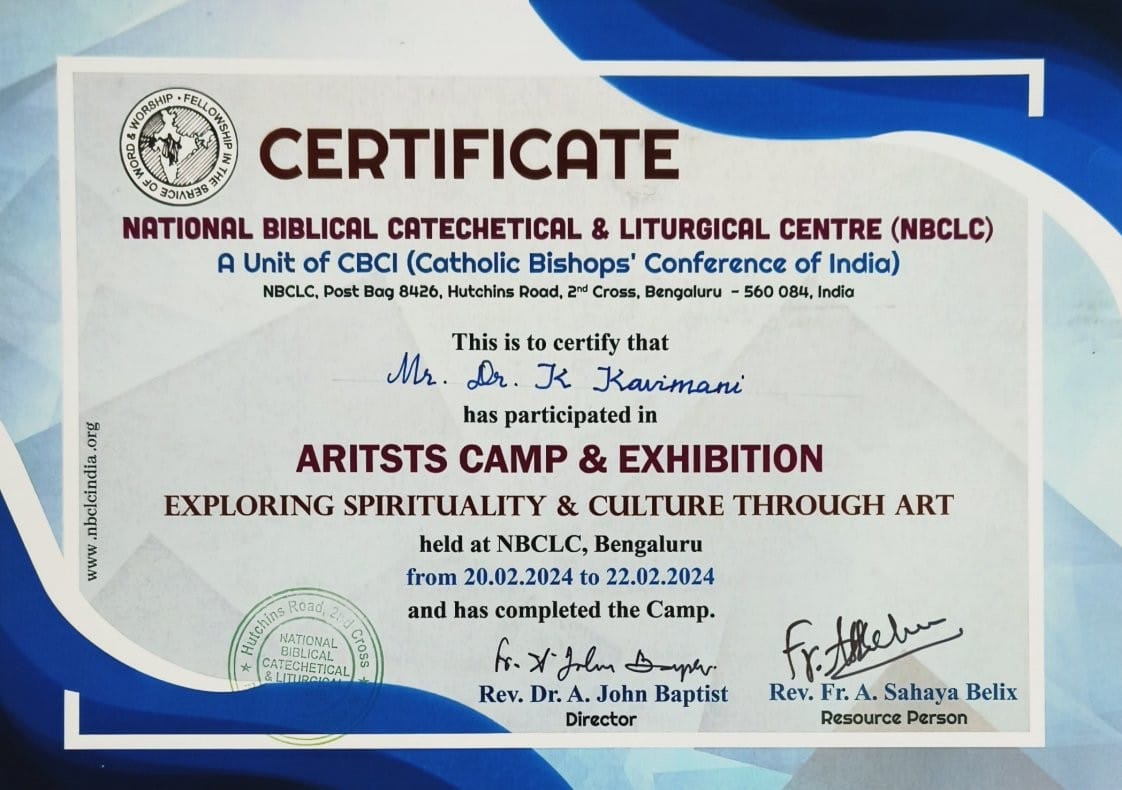 WORD & WORSHIP • FELLOWSHIP IN THE SERVICE OF
CERTIFICATE
NATIONAL BIBLICAL CATECHETICAL & LITURGICAL CENTRE (NBCLC)
A Unit of CBCI (Catholic Bishops' Conference of India)
NBCLC, Post Bag 8426, Hutchins Road, 2nd Cross, Bengaluru - 560 084, India
This is to certify that
Mr. Dr. K Kavimani
has participated in
ARITSTS CAMP & EXHIBITION
EXPLORING SPIRITUALITY & CULTURE THROUGH ART
held at NBCLC, Bengaluru
from 20.02.2024 to 22.02.2024
and has completed the Camp.
www.nbclcindia.org
Hutchins Road, 2nd Cross
NATIONAL
BIBLICAL
CATECHETICAL
& LITURGICAL
Fr. A. John
Rev. Dr. A. John Baptist
Director
Fr.
Rev. Fr. A. Sahaya Belix
Resource Person